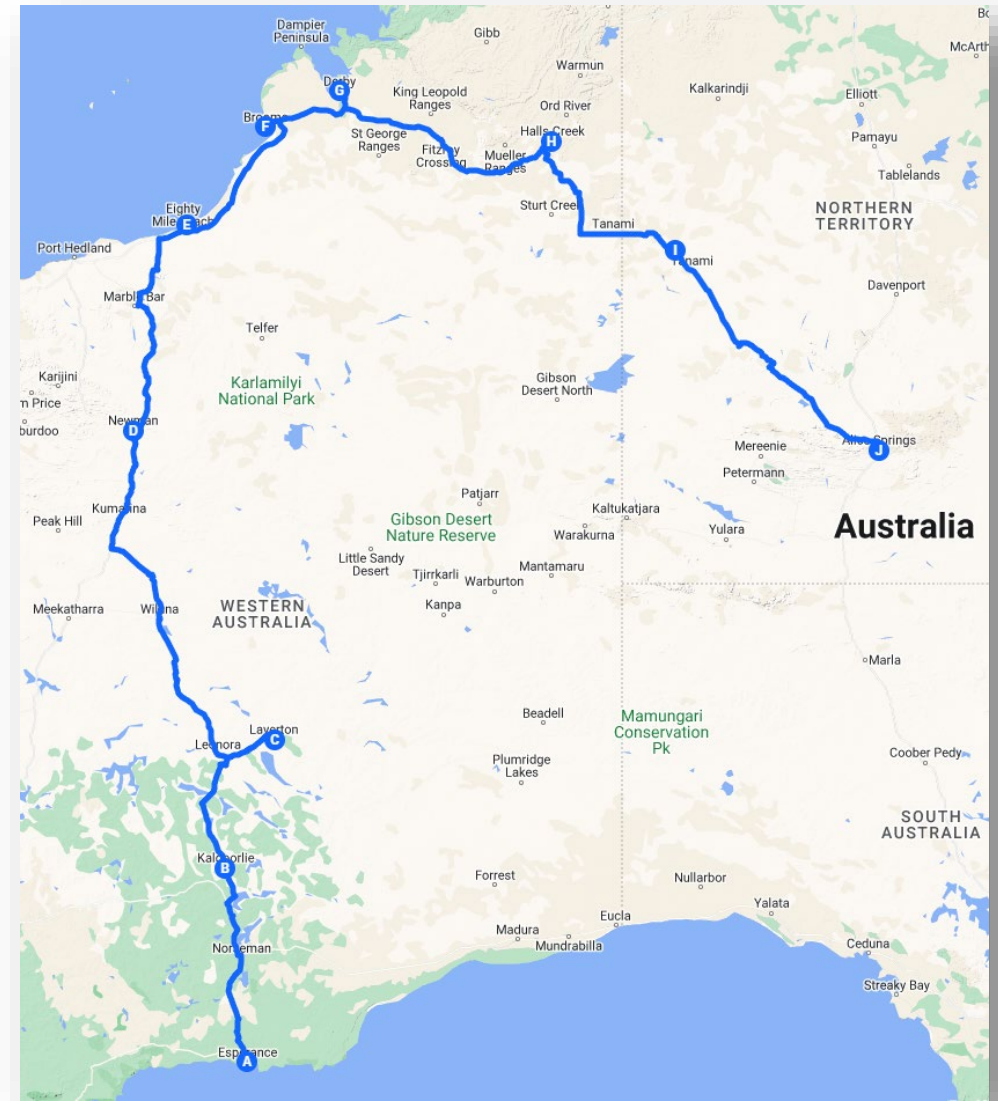 Dampier
Peninsula
Gibb
Bo
McArth
Warmun
Kalkarindji
Derby
G
King Leopold
Ranges
Ord River
Elliott
Broome
F
St George
Ranges
Fitzroy
Crossing
Mueller
Ranges
Halls Creek
H
Pamayu
Tablelands
Eighty
Mile Beach
E
Sturt Creek
Tanami
NORTHERN
TERRITORY
Port Hedland
I
Tanami
Davenport
Marble Bar
Telfer
Karijini
m Price
burdoo
Karlamilyi
National Park
Gibson
Desert North
Newman
D
Mereenie
Alice Springs
J
Petermann
Kumarina
Peak Hill
Patjarr
Gibson Desert
Nature Reserve
Kaltukatjara
Warakurna
Yulara
Australia
Little Sandy
Desert
Tjirrkarli
Warburton
Mantamaru
Kanpa
Meekatharra
Wiluna
WESTERN
AUSTRALIA
Marla
Beadell
Mamungari
Conservation
Pk
Laverton
C
Leonora
Plumridge
Lakes
Coober Pedy
SOUTH
AUSTRALIA
Kalgoorlie
B
Forrest
Nullarbor
Yalata
Eucla
Madura
Mundrabilla
Norseman
Ceduna
Streaky Bay
Esperance
A